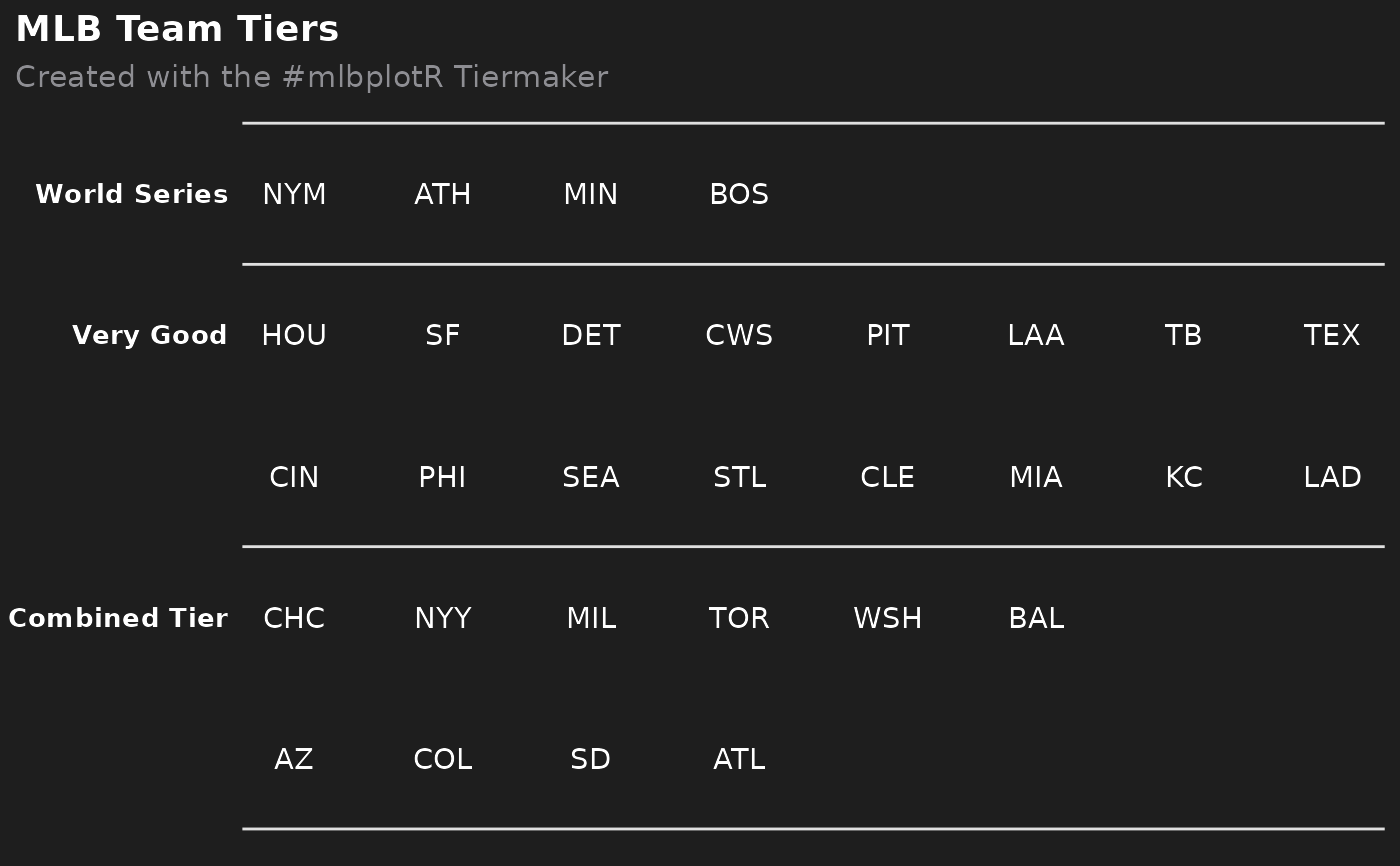 MLB Team Tiers
Created with the #mlbplotR Tiermaker
World Series NYM ATH MIN BOS
Very Good HOU SF DET CWS PIT LAA TB TEX
CIN PHI SEA STL CLE MIA KC LAD
Combined Tier CHC NYY MIL TOR WSH BAL
AZ COL SD ATL